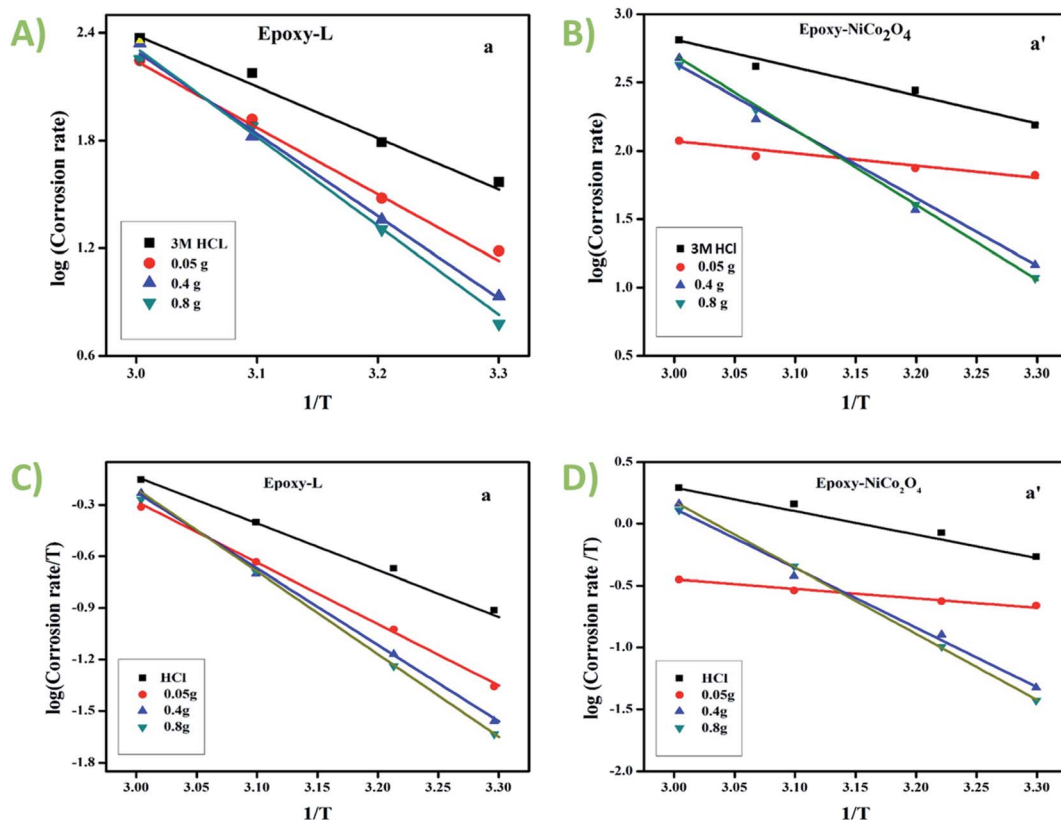 A)
Epoxy-L
a
log (Corrosion rate)
2.4
1.8
1.2
0.6
3M HCL
0.05 g
0.4 g
0.8 g
3.0
3.1
3.2
3.3
1/T
B)
Epoxy-NiCo2O4
a'
log(Corrosion rate)
3.0
2.5
2.0
1.5
1.0
0.5
3M HCl
0.05 g
0.4 g
0.8 g
3.00
3.05
3.10
3.15
3.20
3.25
3.30
1/T
C)
Epoxy-L
a
log(Corrosion rate/T)
-0.3
-0.6
-0.9
-1.2
-1.5
-1.8
HCl
0.05g
0.4g
0.8g
3.00
3.05
3.10
3.15
3.20
3.25
3.30
1/T
D)
Epoxy-NiCo2O4
a'
log (Corrosion rate /T)
0.5
0.0
-0.5
-1.0
-1.5
-2.0
HCl
0.05g
0.4g
0.8g
3.00
3.05
3.10
3.15
3.20
3.25
3.30
1/T